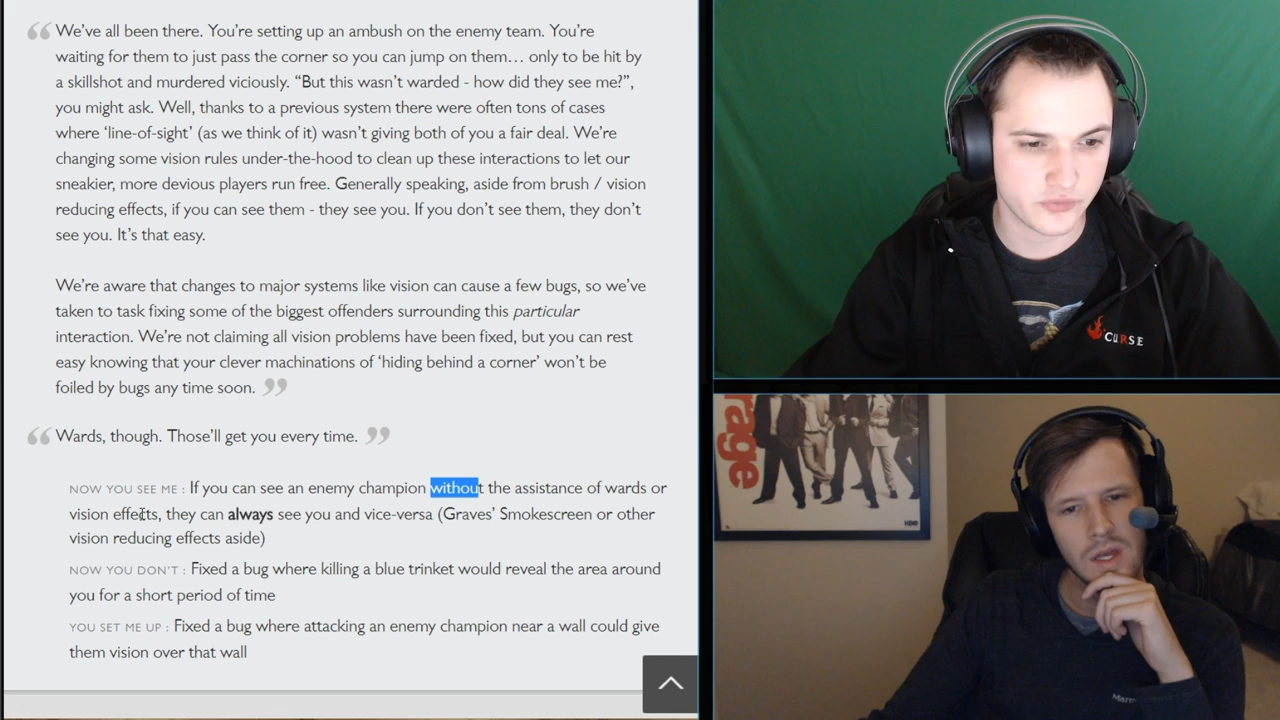 “ We’ve all been there. You’re setting up an ambush on the enemy team. You’re
waiting for them to just pass the corner so you can jump on them… only to be hit by
a skillshot and murdered viciously. “But this wasn’t warded - how did they see me?”,
you might ask. Well, thanks to a previous system there were often tons of cases
where ‘line-of-sight’ (as we think of it) wasn’t giving both of you a fair deal. We’re
changing some vision rules under-the-hood to clean up these interactions to let our
sneakier, more devious players run free. Generally speaking, aside from brush / vision
reducing effects, if you can see them - they see you. If you don’t see them, they don’t
see you. It’s that easy.
We’re aware that changes to major systems like vision can cause a few bugs, so we’ve
taken to task fixing some of the biggest offenders surrounding this particular
interaction. We’re not claiming all vision problems have been fixed, but you can rest
easy knowing that your clever machinations of ‘hiding behind a corner’ won’t be
foiled by bugs any time soon. ”
“ Wards, though. Those’ll get you every time. ”
NOW YOU SEE ME : If you can see an enemy champion without the assistance of wards or
vision effects, they can always see you and vice-versa (Graves’ Smokescreen or other
vision reducing effects aside)
NOW YOU DON’T : Fixed a bug where killing a blue trinket would reveal the area around
you for a short period of time
YOU SET ME UP : Fixed a bug where attacking an enemy champion near a wall could give
them vision over that wall
CURSE
rage
HBO